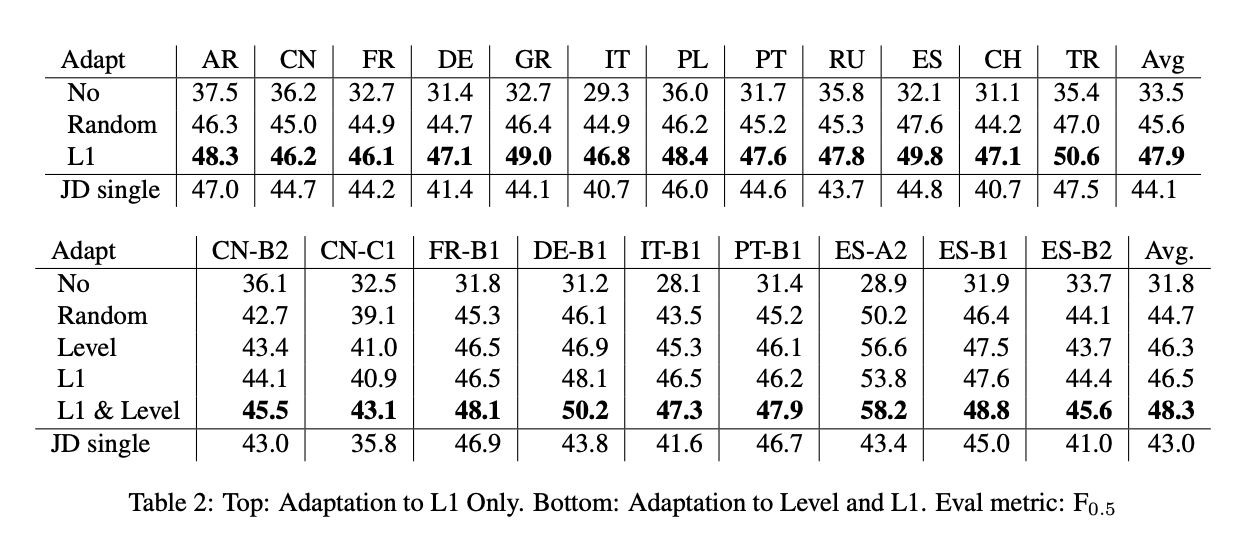 Adapt AR CN FR DE GR IT PL PT RU ES CH TR Avg
No 37.5 36.2 32.7 31.4 32.7 29.3 36.0 31.7 35.8 32.1 31.1 35.4 33.5
Random 46.3 45.0 44.9 44.7 46.4 44.9 46.2 45.2 45.3 47.6 44.2 47.0 45.6
L1 48.3 46.2 46.1 47.1 49.0 46.8 48.4 47.6 47.8 49.8 47.1 50.6 47.9
JD single 47.0 44.7 44.2 41.4 44.1 40.7 46.0 44.6 43.7 44.8 40.7 47.5 44.1
Adapt CN-B2 CN-C1 FR-B1 DE-B1 IT-B1 PT-B1 ES-A2 ES-B1 ES-B2 Avg.
No 36.1 32.5 31.8 31.2 28.1 31.4 28.9 31.9 33.7 31.8
Random 42.7 39.1 45.3 46.1 43.5 45.2 50.2 46.4 44.1 44.7
Level 43.4 41.0 46.5 46.9 45.3 46.1 56.6 47.5 43.7 46.3
L1 44.1 40.9 46.5 48.1 46.5 46.2 53.8 47.6 44.4 46.5
L1 & Level 45.5 43.1 48.1 50.2 47.3 47.9 58.2 48.8 45.6 48.3
JD single 43.0 35.8 46.9 43.8 41.6 46.7 43.4 45.0 41.0 43.0
Table 2: Top: Adaptation to L1 Only. Bottom: Adaptation to Level and L1. Eval metric: F0.5